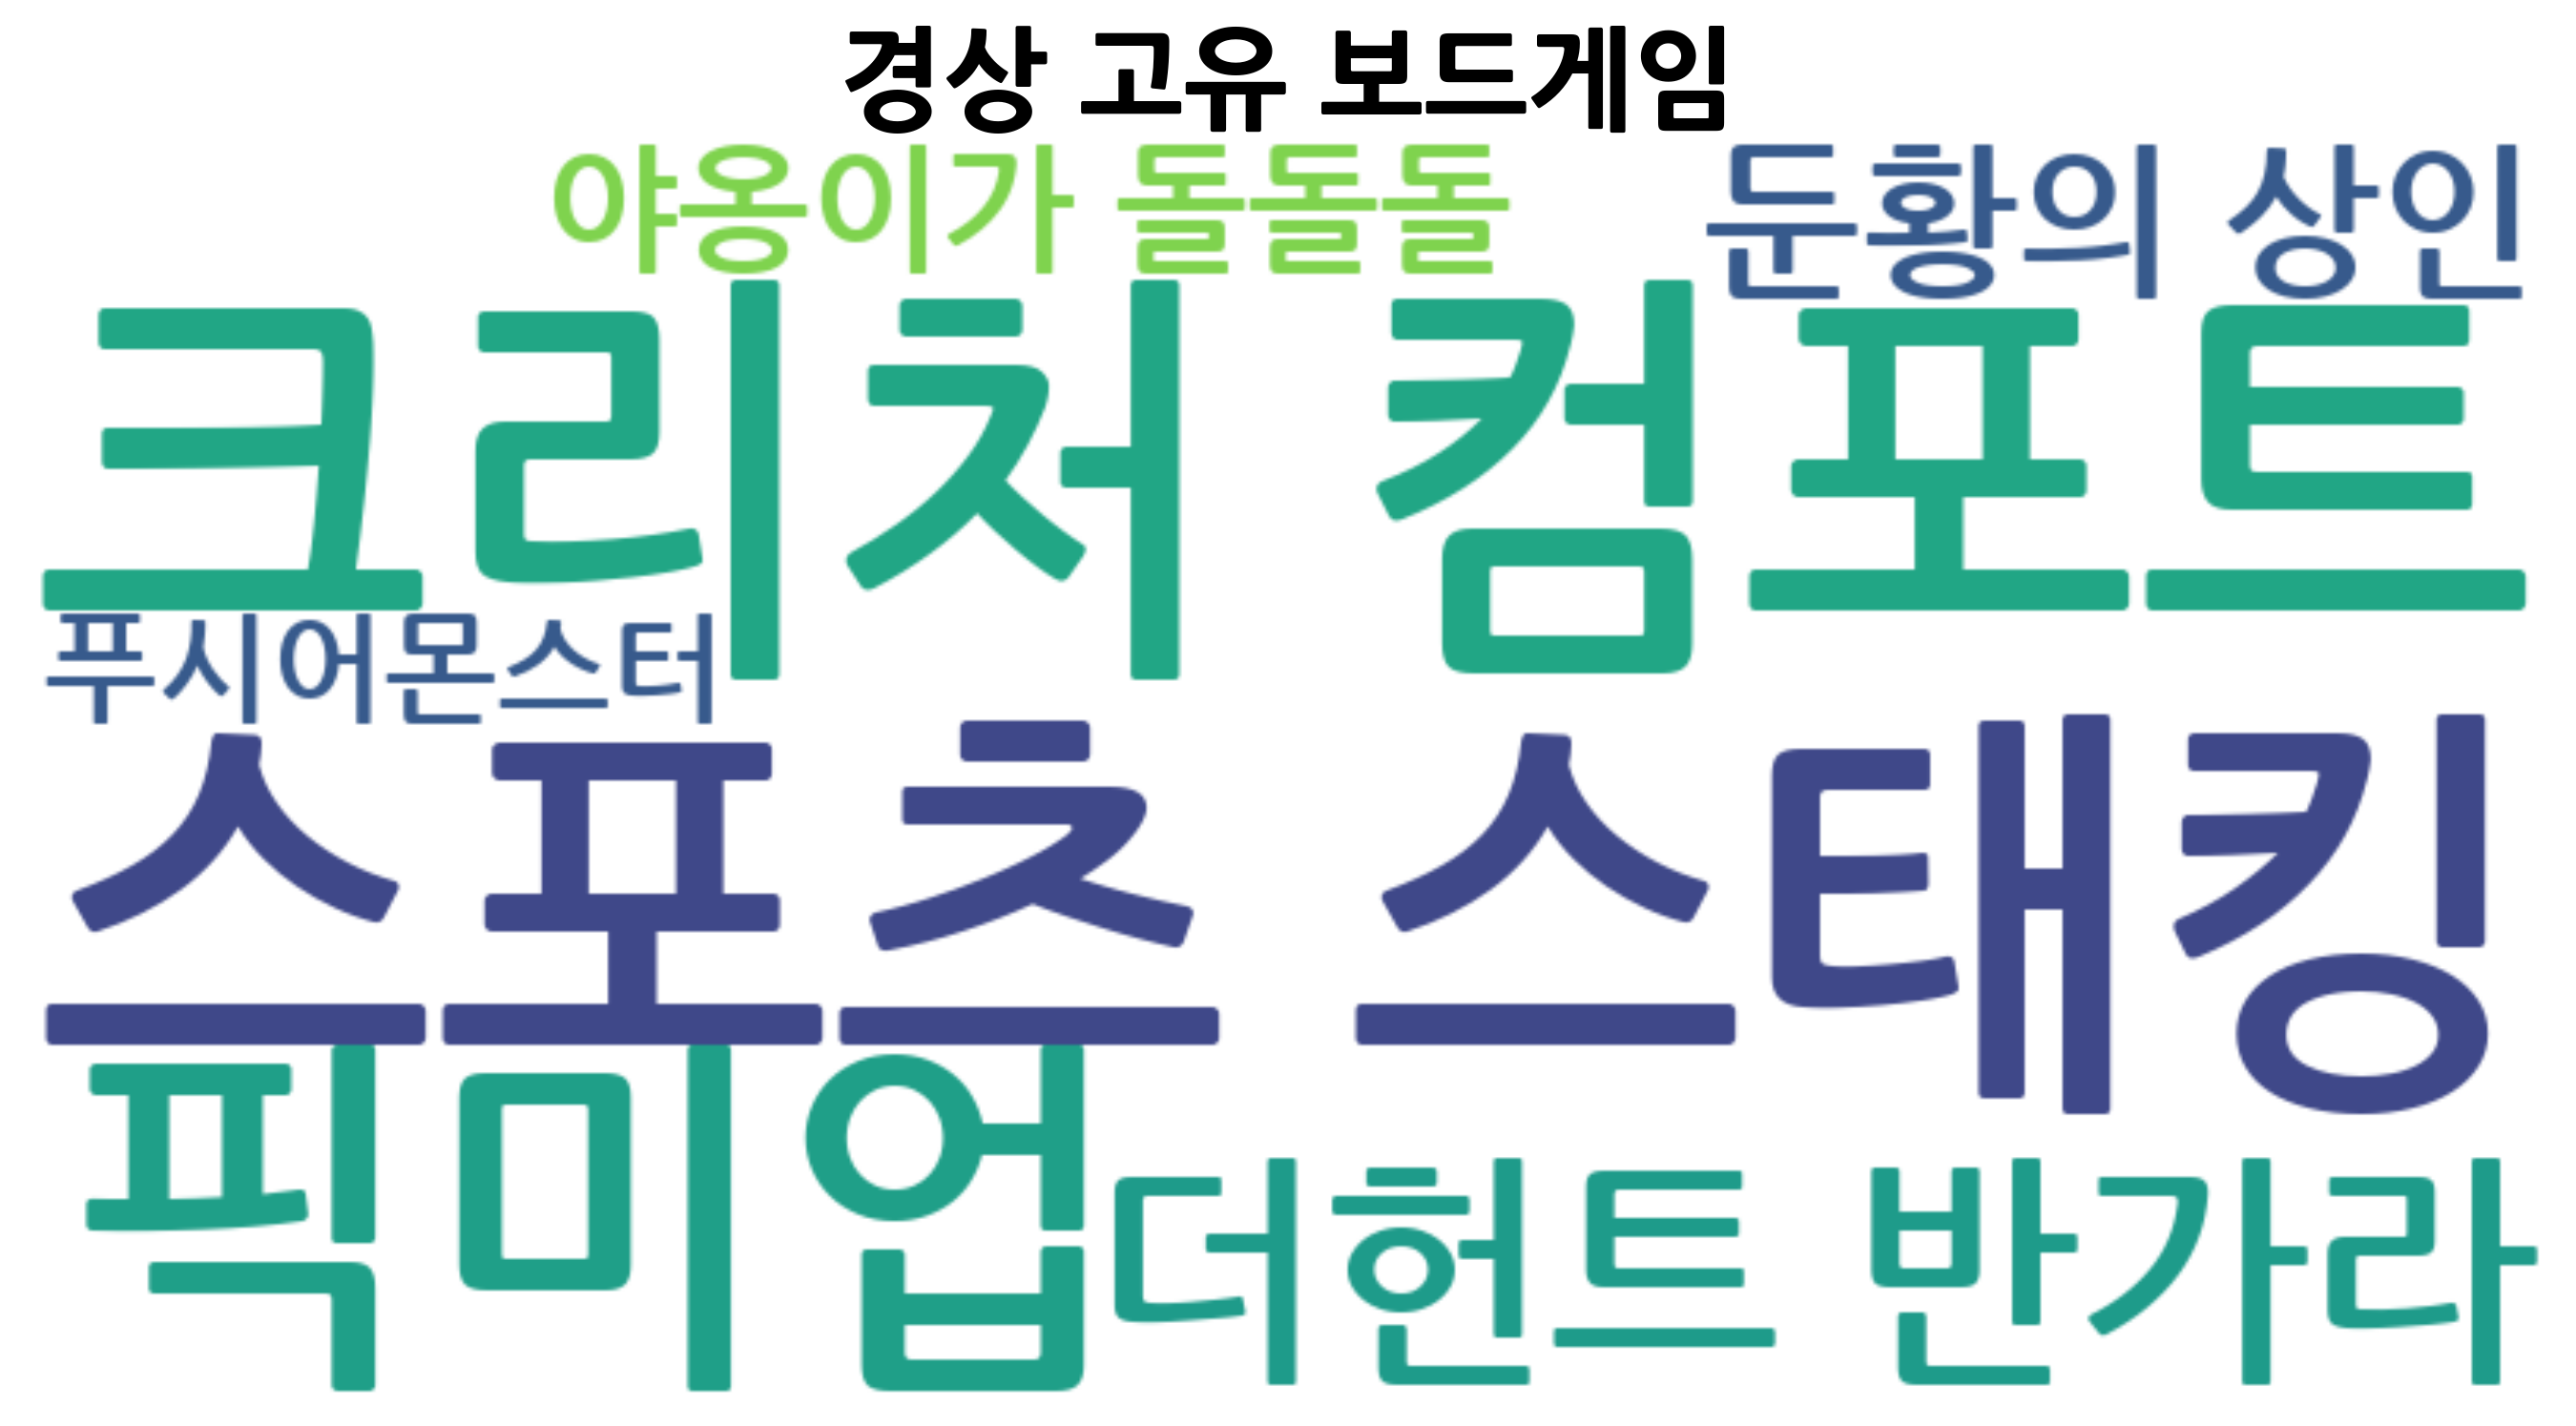 경상 고유 보드게임
야옹이가 돌돌돌
둔황의 상인
크리처 컴포트
푸시어몬스터
스포츠 스태킹
픽미업
더헌트 반가라